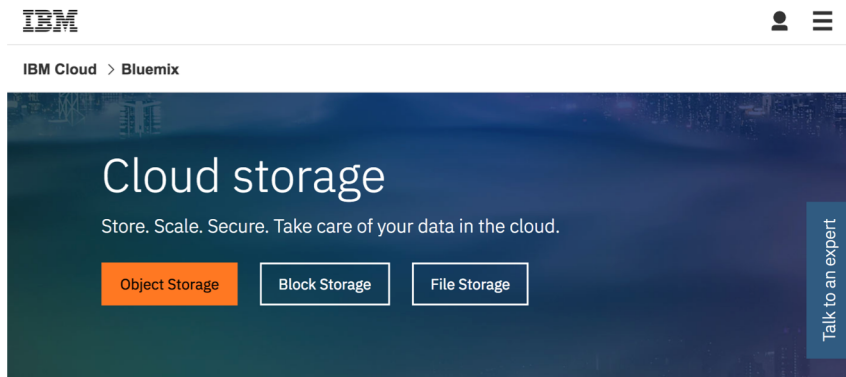 IBM
IBM Cloud > Bluemix
Cloud storage
Store. Scale. Secure. Take care of your data in the cloud.
Object Storage
Block Storage
File Storage
Talk to an expert